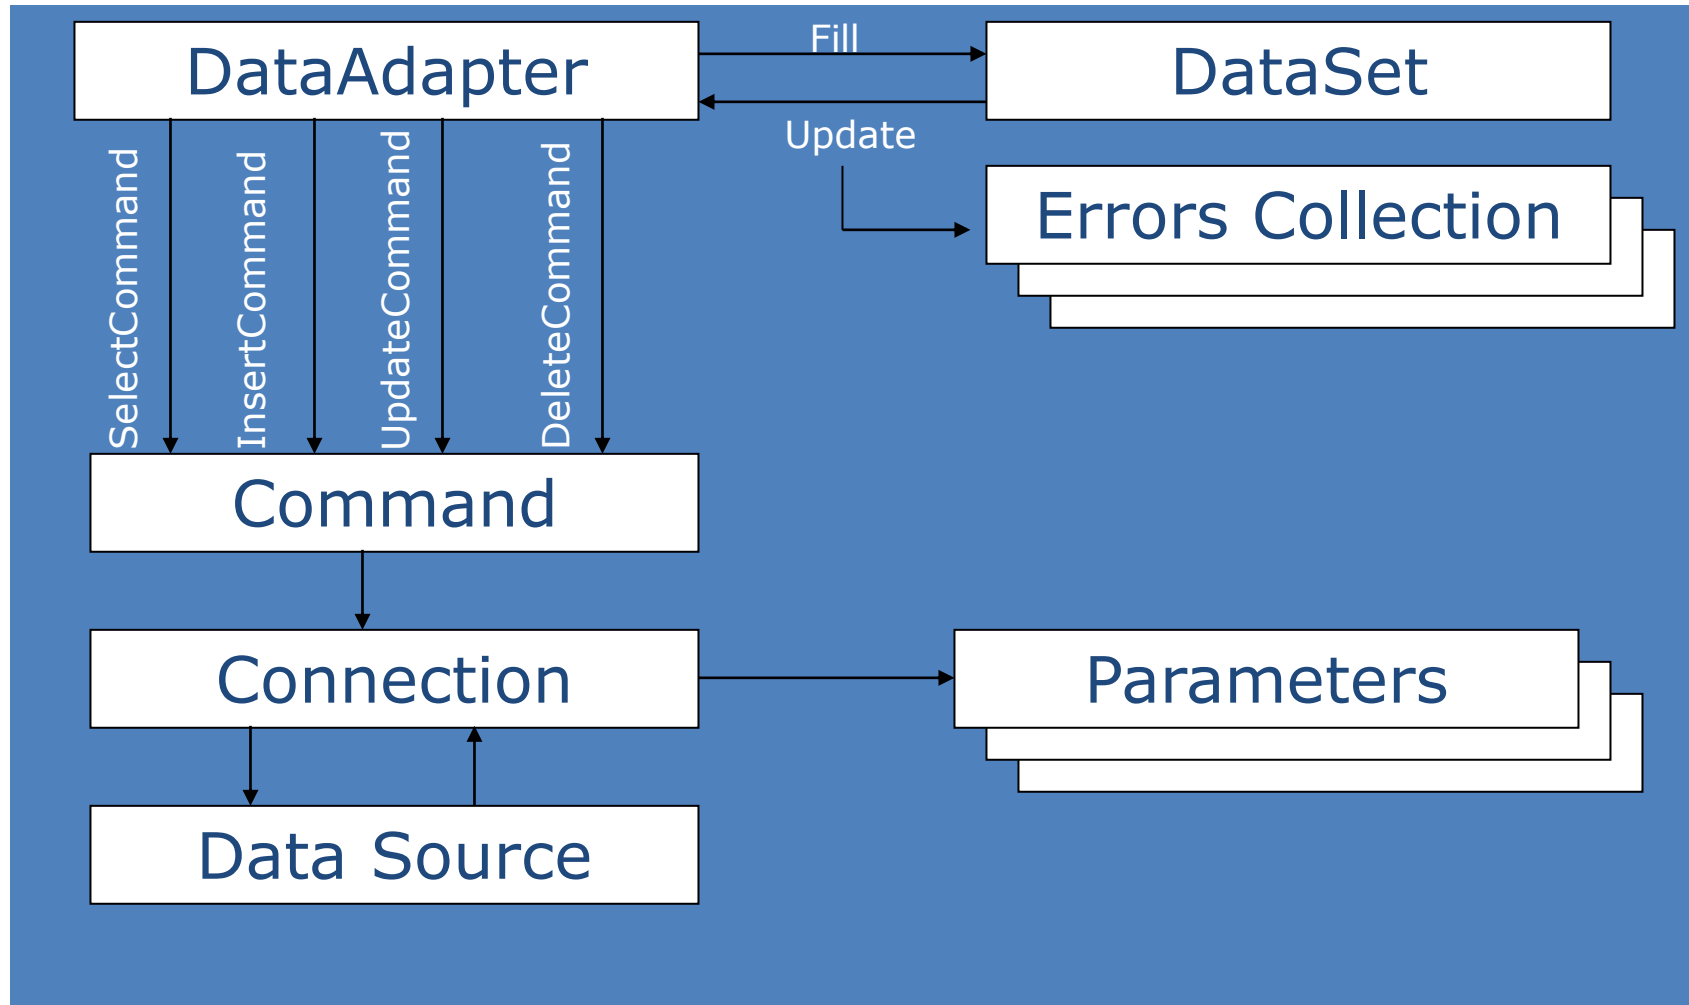 DataAdapter
Fill
DataSet
Update
Errors Collection
SelectCommand
InsertCommand
UpdateCommand
DeleteCommand
Command
Connection
Parameters
Data Source